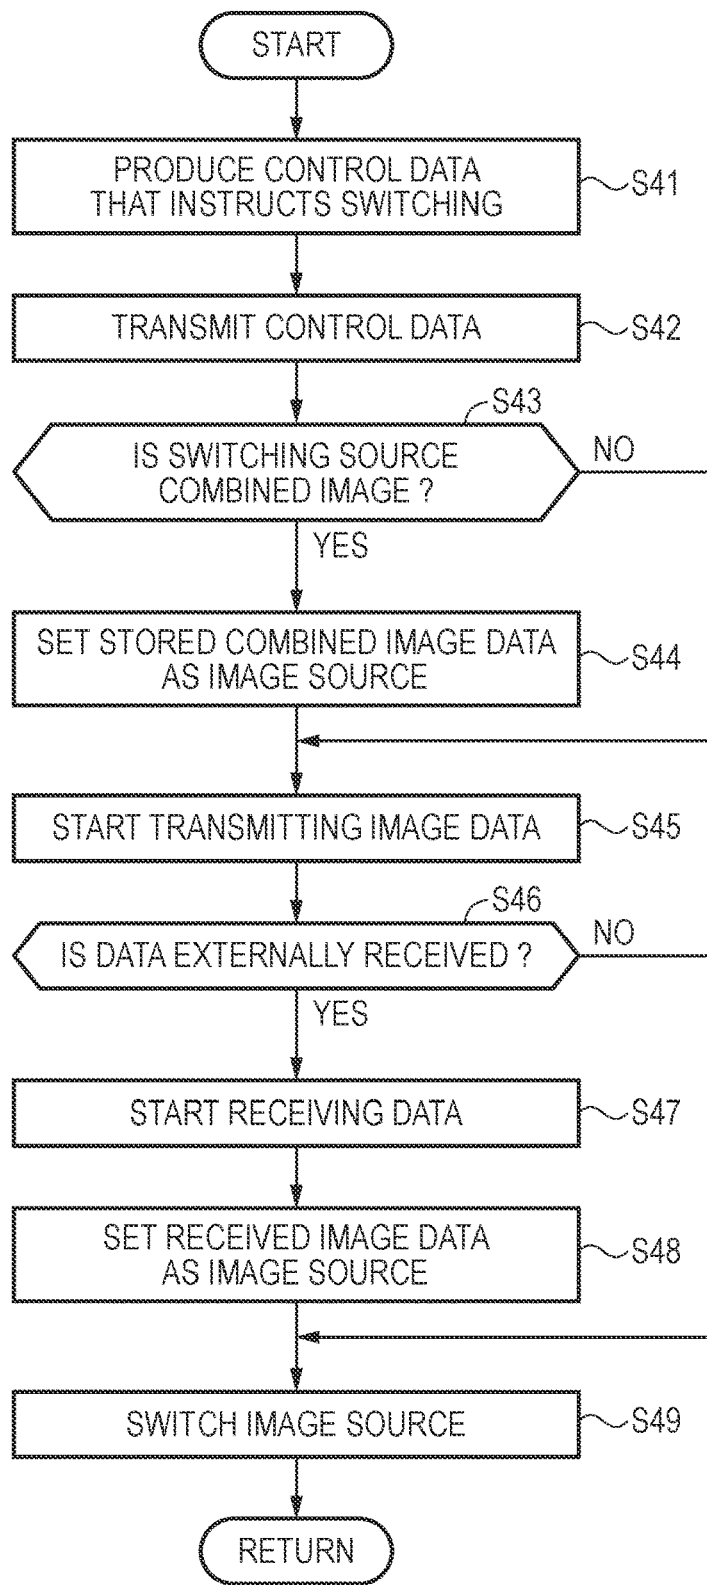 START
PRODUCE CONTROL DATA
THAT INSTRUCTS SWITCHING
S41
TRANSMIT CONTROL DATA
S42
S43
IS SWITCHING SOURCE
COMBINED IMAGE ?
NO
YES
SET STORED COMBINED IMAGE DATA
AS IMAGE SOURCE
S44
START TRANSMITTING IMAGE DATA
S45
S46
IS DATA EXTERNALLY RECEIVED ?
NO
YES
START RECEIVING DATA
S47
SET RECEIVED IMAGE DATA
AS IMAGE SOURCE
S48
SWITCH IMAGE SOURCE
S49
RETURN